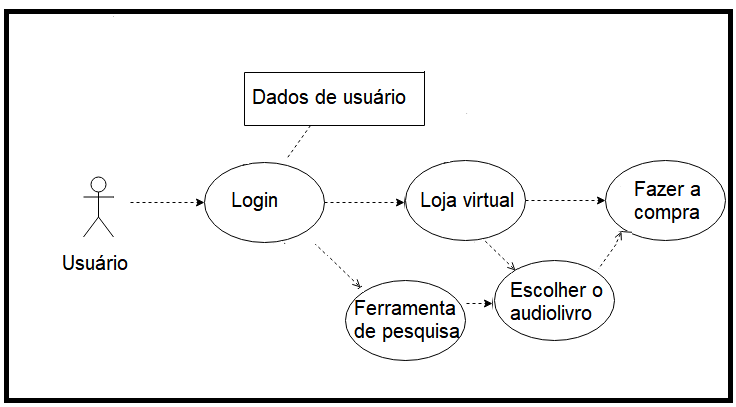 Dados de usuário
Login
Loja virtual
Fazer a
compra
Usuário
Ferramenta
de pesquisa
Escolher o
audiolivro